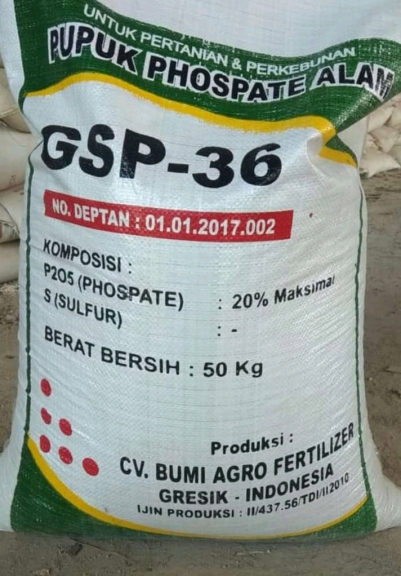 UNTUK PERTANIAN & PERKEBUNAN
PUPUK PHOSPATE ALAM
GSP-36
NO. DEPTAN : 01.01.2017.002
KOMPOSISI :
P2O5 (PHOSPATE) : 20% Maksimal
S (SULFUR) : -
BERAT BERSIH : 50 Kg
Produksi :
CV. BUMI AGRO FERTILIZER
GRESIK - INDONESIA
IJIN PRODUKSI : II/437.56/TDI/II2010